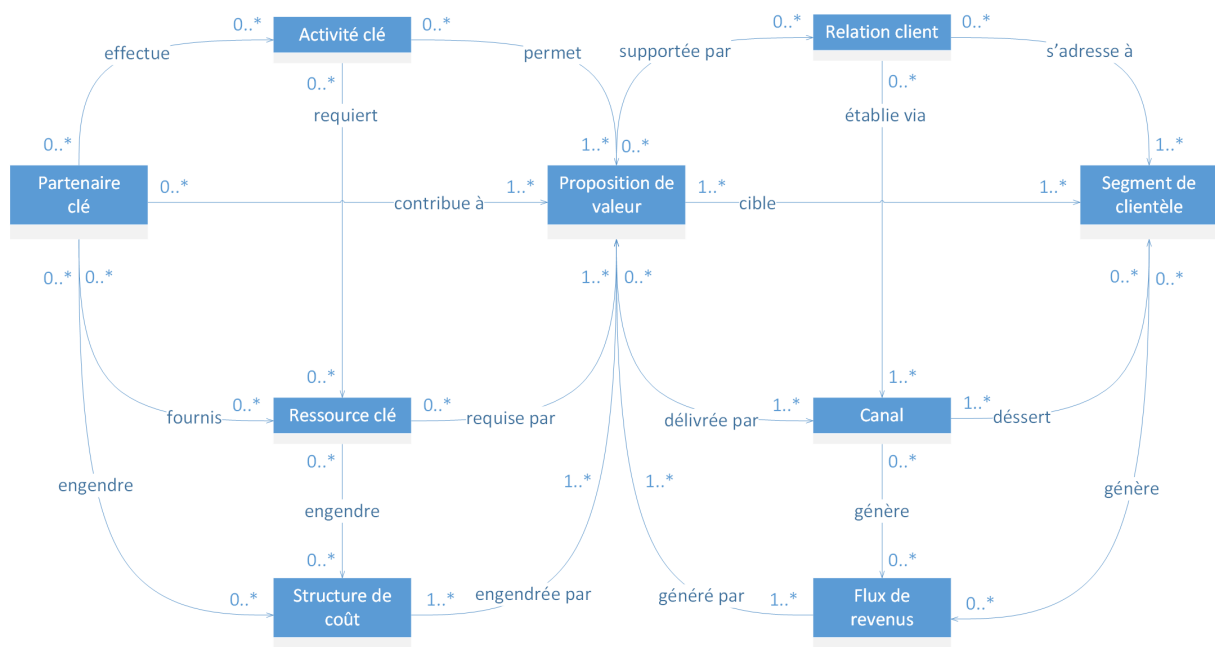 0..*
Activité clé
0..*
0..*
Relation client
0..*
effectue
permet
supportée par
s'adresse à
0..*
0..*
requiert
établie via
0..*
1..*
0..*
1..*
Partenaire
clé
0..*
1..*
Proposition de
valeur
1..*
1..*
Segment de
clientèle
contribue à
cible
0..*
0..*
1..*
0..*
0..*
0..*
0..*
1..*
fournis
0..*
Ressource clé
0..*
requise par
délivrée par
1..*
Canal
1..*
déssert
0..*
0..*
engendre
1..*
1..*
génère
engendre
génère
0..*
0..*
0..*
Structure de
coût
1..*
engendrée par
généré par
1..*
Flux de
revenus
0..*